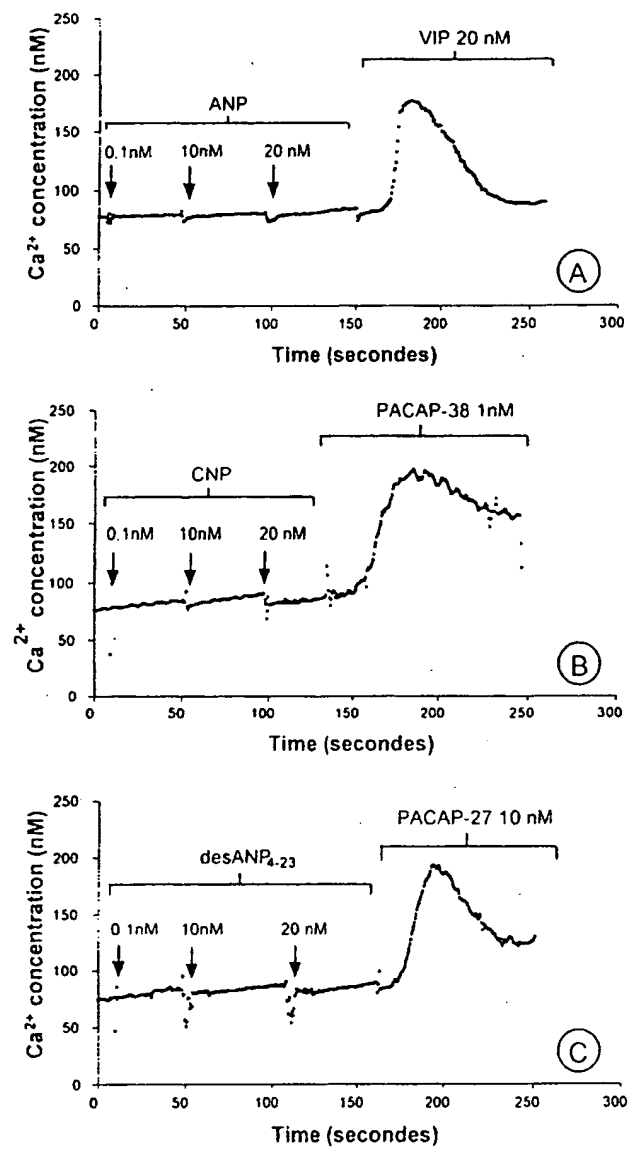 250
VIP 20 nM
200
ANP
150
0.1nM 10nM 20 nM
100
50
0
Ca2+ concentration (nM)
A
0 50 100 150 200 250 300
Time (secondes)
250
PACAP-38 1nM
200
CNP
150
0.1nM 10nM 20 nM
100
50
0
Ca2+ concentration (nM)
B
0 50 100 150 200 250 300
Time (secondes)
250
PACAP-27 10 nM
200
desANP4-23
150
0 1nM 10nM 20 nM
100
50
0
Ca2+ concentration (nM)
C
0 50 100 150 200 250 300
Time (secondes)